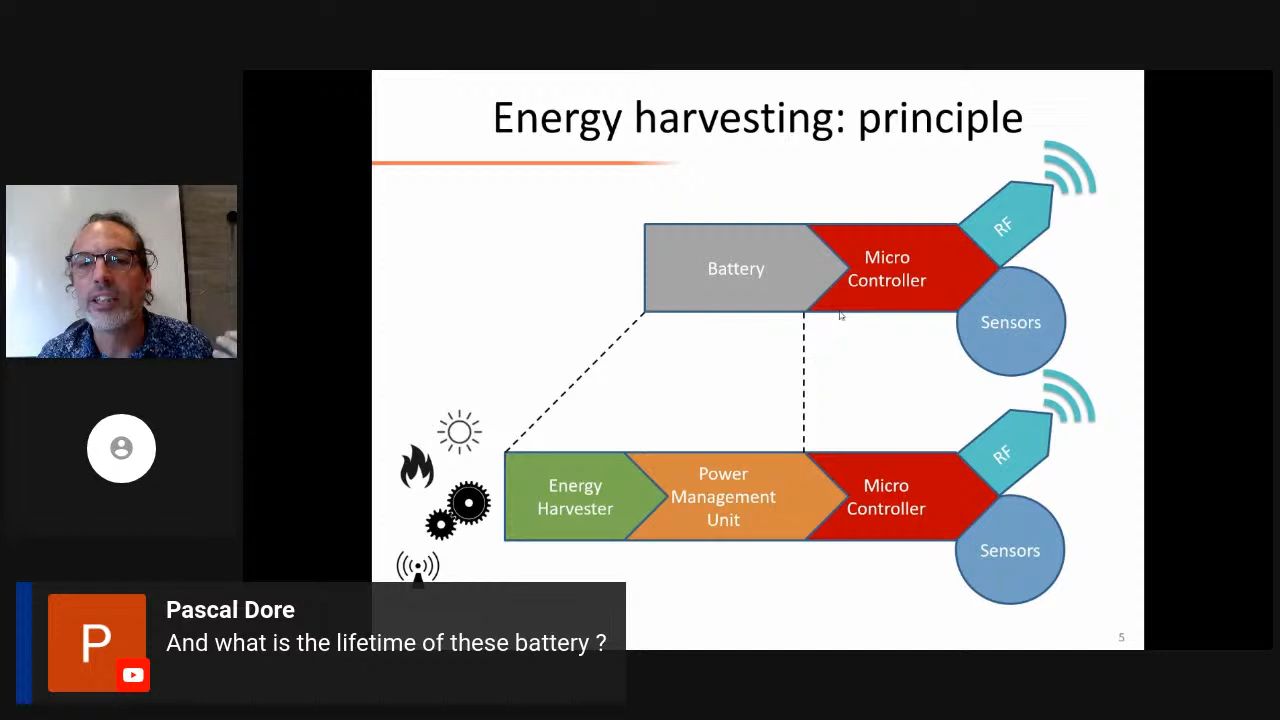 Energy harvesting: principle
RF
Battery
Micro
Controller
Sensors
RF
Energy
Harvester
Power
Management
Unit
Micro
Controller
Sensors
5
P
Pascal Dore
And what is the lifetime of these battery ?